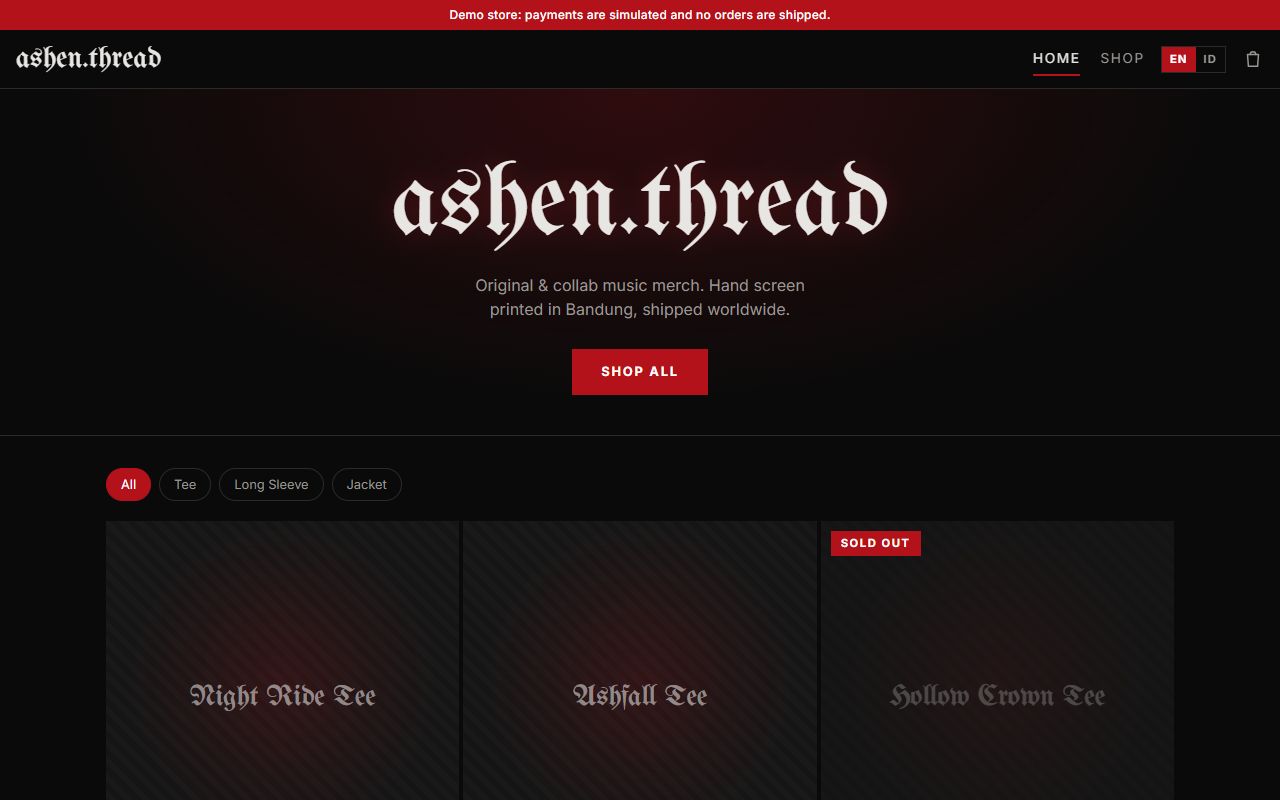 Demo store: payments are simulated and no orders are shipped.
ashen.thread
HOME SHOP EN ID
ashen.thread
Original & collab music merch. Hand screen
printed in Bandung, shipped worldwide.
SHOP ALL
All Tee Long Sleeve Jacket
SOLD OUT
Night Ride Tee Ashfall Tee Hollow Crown Tee